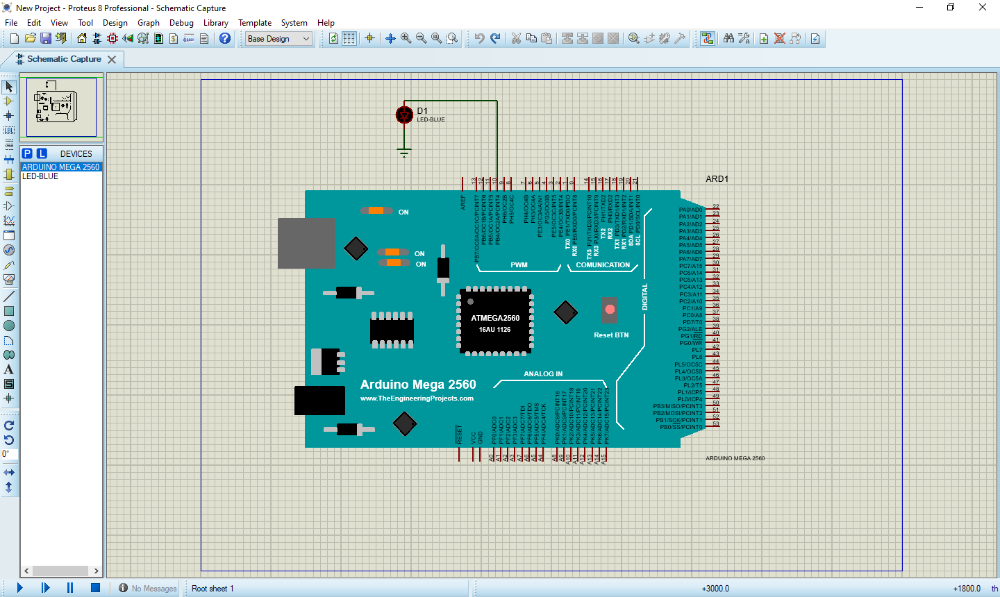 New Project - Proteus 8 Professional - Schematic Capture
File Edit View Tool Design Graph Debug Library Template System Help
Base Design
Schematic Capture
LBL
P L DEVICES
ARDUINO MEGA 2560
LED-BLUE
0°
D1
LED-BLUE
ARD1
AREF
13 12 11 10 9 8
7 6 5 4 3 2 1 0
14 15 16 17 18 19 20 21
PB7/OC0A/OC1C/PCINT7
PB6/OC1B/PCINT6
PB5/OC1A/PCINT5
PB4/OC2A/PCINT4
PH6/OC2B
PH5/OC4C
PH4/OC4B
PH3/OC4A
PE3/OC3A/AIN1
PG5/OC0B
PE5/OC3C/INT5
PE4/OC3B/INT4
TX0 PE1/TXD0/PDO
RX0 PE0/RXD0/PCINT8
TX3 PJ1/TXD3/PCINT10
RX3 PJ0/RXD3/PCINT9
TX2 PH1/TXD2
RX2 PH0/RXD2
TX1 PD3/TXD1/INT3
RX1 PD2/RXD1/INT2
SDA PD1/SDA/INT1
SCL PD0/SCL/INT0
ON
ON
ON
PWM
COMUNICATION
DIGITAL
ATMEGA2560
16AU 1126
Reset BTN
ANALOG IN
Arduino Mega 2560
www.TheEngineeringProjects.com
PA0/AD0 22
PA1/AD1 23
PA2/AD2 24
PA3/AD3 25
PA4/AD4 26
PA5/AD5 27
PA6/AD6 28
PA7/AD7 29
PC7/A15 30
PC6/A14 31
PC5/A13 32
PC4/A12 33
PC3/A11 34
PC2/A10 35
PC1/A9 36
PC0/A8 37
PD7/T0 38
PG2/ALE 39
PG1/RD 40
PG0/WR 41
PL7 42
PL6 43
PL5/OC5C 44
PL4/OC5B 45
PL3/OC5A 46
PL2/T5 47
PL1/ICP5 48
PL0/ICP4 49
PB3/MISO/PCINT3 50
PB2/MOSI/PCINT2 51
PB1/SCK/PCINT1 52
PB0/SS/PCINT0 53
RESET
VCC
GND
PF0/ADC0
PF1/ADC1
PF2/ADC2
PF3/ADC3
PF7/ADC7/TDI
PF6/ADC6/TDO
PF5/ADC5/TMS
PF4/ADC4/TCK
PK0/ADC8/PCINT16
PK1/ADC9/PCINT17
PK2/ADC10/PCINT18
PK3/ADC11/PCINT19
PK4/ADC12/PCINT20
PK5/ADC13/PCINT21
PK6/ADC14/PCINT22
PK7/ADC15/PCINT23
A0 A1 A2 A3 A7 A6 A5 A4
A8 A9 A10 A11 A12 A13 A14 A15
ARDUINO MEGA 2560
No Messages
Root sheet 1
+3000.0
+1800.0
th